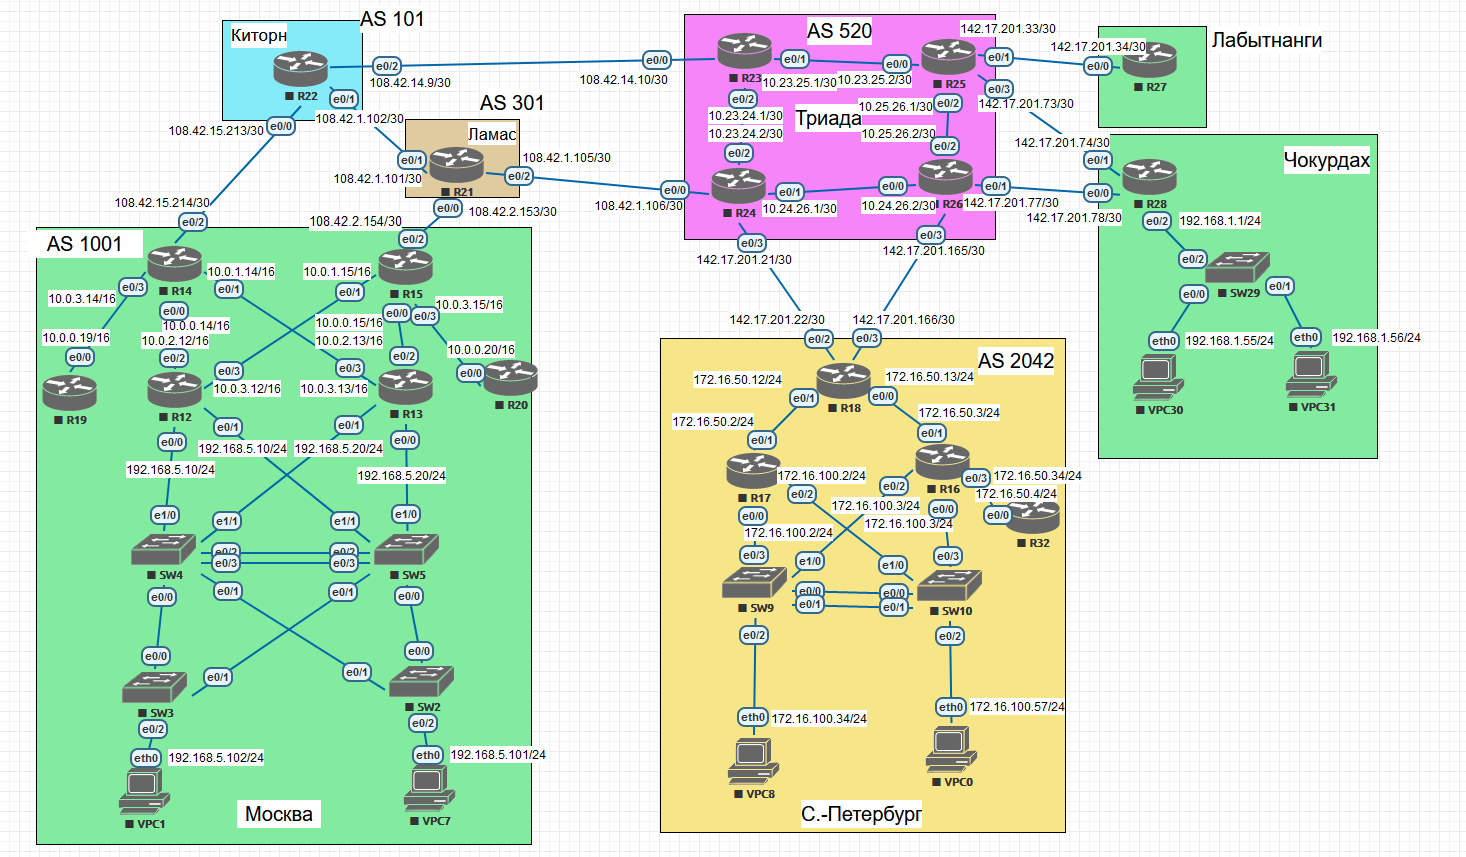 AS 101
Киторн
R22
e0/2
108.42.14.9/30
e0/1
108.42.1.102/30
e0/0
108.42.15.213/30
AS 301
Ламас
e0/1
108.42.1.101/30
R21
e0/2
108.42.1.105/30
e0/0
108.42.2.153/30
AS 520
Триада
e0/0
108.42.14.10/30
R23
e0/1
10.23.25.1/30
e0/2
10.23.24.1/30
10.23.24.2/30
e0/2
e0/0
10.23.25.2/30
R25
142.17.201.33/30
e0/1
e0/3
142.17.201.73/30
e0/2
10.25.26.1/30
10.25.26.2/30
e0/2
e0/0
108.42.1.106/30
R24
e0/1
10.24.26.1/30
e0/3
142.17.201.21/30
e0/0
10.24.26.2/30
R26
e0/1
142.17.201.77/30
e0/3
142.17.201.165/30
Лабытнанги
142.17.201.34/30
e0/0
R27
Чокурдах
142.17.201.74/30
e0/1
e0/0
142.17.201.78/30
R28
e0/2
192.168.1.1/24
e0/2
SW29
e0/0
e0/1
eth0
192.168.1.55/24
VPC30
eth0
192.168.1.56/24
VPC31
AS 1001
108.42.15.214/30
e0/2
R14
10.0.1.14/16
e0/1
e0/3
10.0.3.14/16
e0/0
10.0.0.14/16
108.42.2.154/30
e0/2
R15
10.0.1.15/16
e0/1
e0/0
10.0.0.15/16
e0/3
10.0.3.15/16
10.0.0.19/16
e0/0
R19
10.0.2.12/16
e0/2
e0/3
10.0.3.12/16
R12
e0/0
192.168.5.10/24
e0/1
192.168.5.10/24
10.0.2.13/16
e0/2
e0/3
10.0.3.13/16
R13
e0/1
192.168.5.20/24
e0/0
192.168.5.20/24
10.0.0.20/16
e0/0
R20
e1/0
e1/1
SW4
e0/2
e0/3
e0/0
e0/1
e1/1
e1/0
e0/2
e0/3
SW5
e0/1
e0/0
e0/0
e0/1
SW3
e0/2
eth0
192.168.5.102/24
VPC1
e0/1
e0/0
SW2
e0/2
eth0
192.168.5.101/24
VPC7
Москва
AS 2042
142.17.201.22/30
e0/2
142.17.201.166/30
e0/3
R18
172.16.50.12/24
e0/1
172.16.50.13/24
e0/0
172.16.50.2/24
e0/1
R17
172.16.100.2/24
e0/2
e0/0
172.16.100.2/24
172.16.50.3/24
e0/1
R16
e0/2
172.16.100.3/24
e0/0
172.16.100.3/24
e0/3
172.16.50.34/24
172.16.50.4/24
e0/0
R32
e0/3
e1/0
SW9
e0/0
e0/1
e0/2
e1/0
e0/3
e0/0
e0/1
SW10
e0/2
eth0
172.16.100.34/24
VPC8
eth0
172.16.100.57/24
VPC0
С.-Петербург